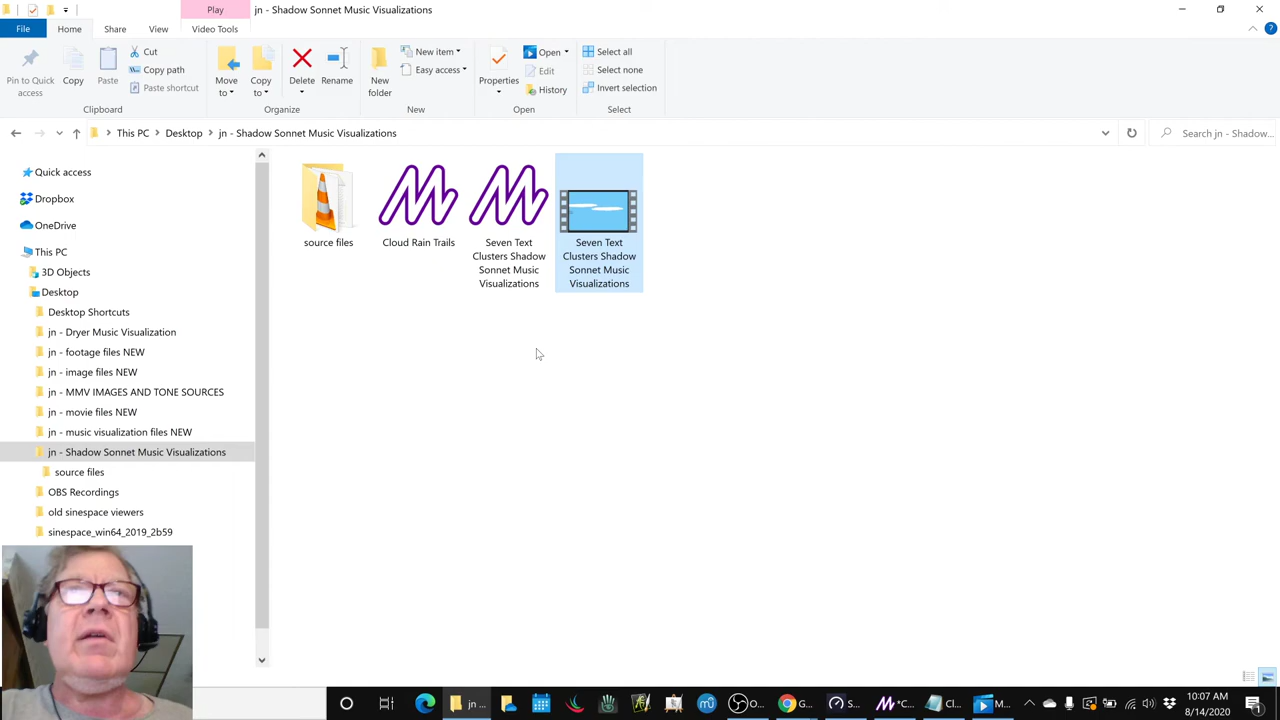 Play
jn - Shadow Sonnet Music Visualizations
File
Home
Share
View
Video Tools
Pin to Quick
access
Copy
Paste
Cut
Copy path
Paste shortcut
Clipboard
Move
to
Copy
to
Delete
Rename
Organize
New
folder
New item
Easy access
New
Properties
Open
Edit
History
Open
Select all
Select none
Invert selection
Select
This PC
Desktop
jn - Shadow Sonnet Music Visualizations
Search jn - Shadow...
Quick access
Dropbox
OneDrive
This PC
3D Objects
Desktop
Desktop Shortcuts
jn - Dryer Music Visualization
jn - footage files NEW
jn - image files NEW
jn - MMV IMAGES AND TONE SOURCES
jn - movie files NEW
jn - music visualization files NEW
jn - Shadow Sonnet Music Visualizations
source files
OBS Recordings
old sinespace viewers
sinespace_win64_2019_2b59
source files
Cloud Rain Trails
Seven Text
Clusters Shadow
Sonnet Music
Visualizations
Seven Text
Clusters Shadow
Sonnet Music
Visualizations
jn ...
O...
G...
S...
*C...
Cl...
M...
10:07 AM
8/14/2020